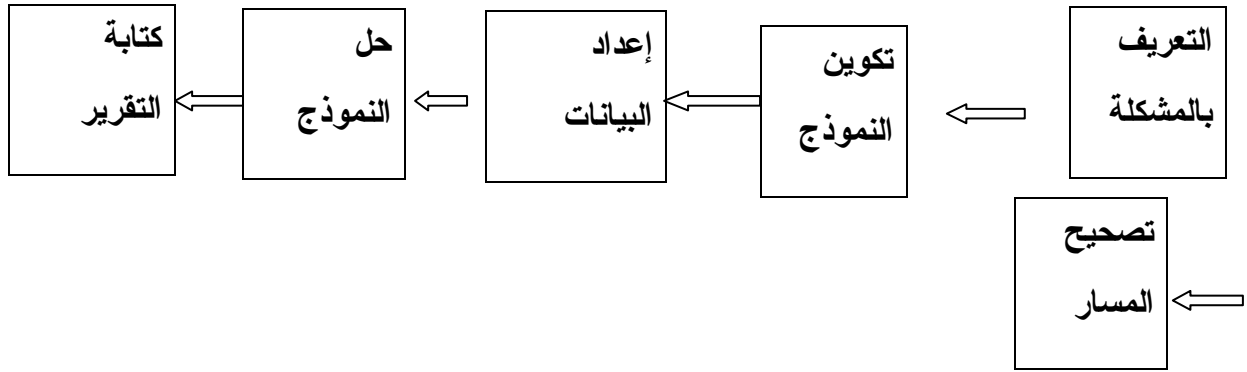 التعريف
بالمشكلة
تكوين
النموذج
إعداد
البيانات
حل
النموذج
كتابة
التقرير
تصحيح
المسار